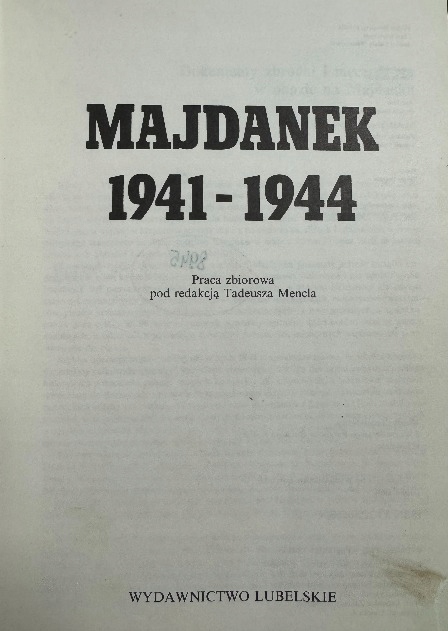 MAJDANEK
1941-1944
Praca zbiorowa
pod redakcją Tadeusza Mencla
WYDAWNICTWO LUBELSKIE